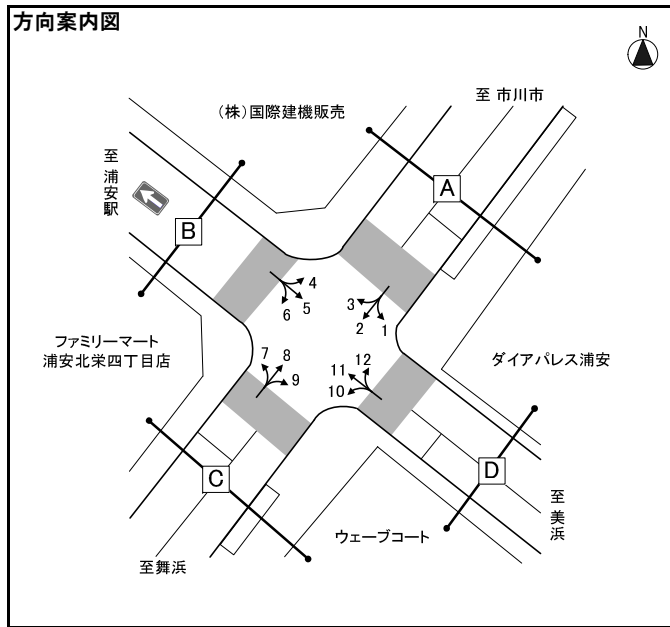 方向案内図
N
至 市川市
(株)国際建機販売
至 浦安駅
A
B
4
5
6
3
2
1
ファミリーマート
浦安北栄四丁目店
7
8
9
11
12
10
ダイアパレス浦安
C
D
至 美浜
ウェーブコート
至舞浜